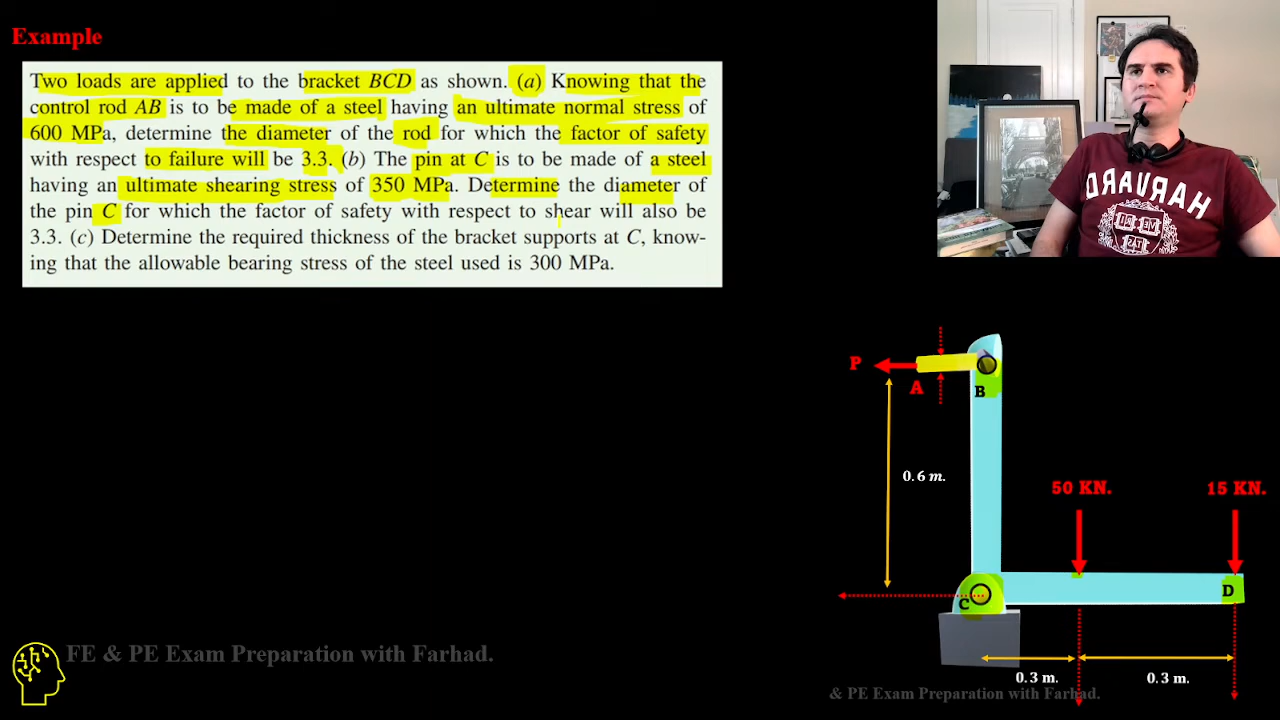 Example
Two loads are applied to the bracket BCD as shown. (a) Knowing that the
control rod AB is to be made of a steel having an ultimate normal stress of
600 MPa, determine the diameter of the rod for which the factor of safety
with respect to failure will be 3.3. (b) The pin at C is to be made of a steel
having an ultimate shearing stress of 350 MPa. Determine the diameter of
the pin C for which the factor of safety with respect to shear will also be
3.3. (c) Determine the required thickness of the bracket supports at C, know-
ing that the allowable bearing stress of the steel used is 300 MPa.
HARVARD
VE RI
TAS
P
A
B
0.6 m.
50 KN.
15 KN.
C
D
0.3 m.
0.3 m.
FE & PE Exam Preparation with Farhad.
& PE Exam Preparation with Farhad.